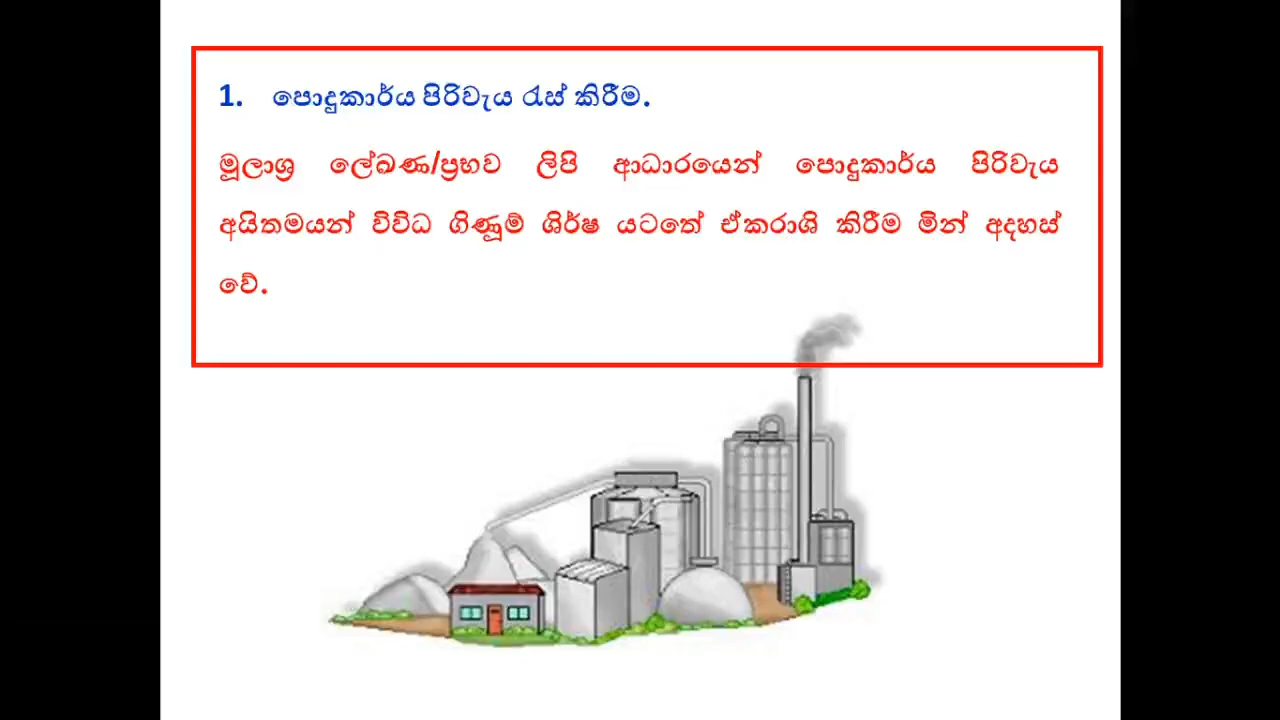 1. පොදුකාර්ය පිරිවැය රැස් කිරීම.
මූලාශ්‍ර ලේඛණ/ප්‍රභව ලිපි ආධාරයෙන් පොදුකාර්ය පිරිවැය
අයිතමයන් විවිධ ගිණුම් ශිර්ෂ යටතේ ඒකරාශි කිරීම මින් අදහස්
වේ.